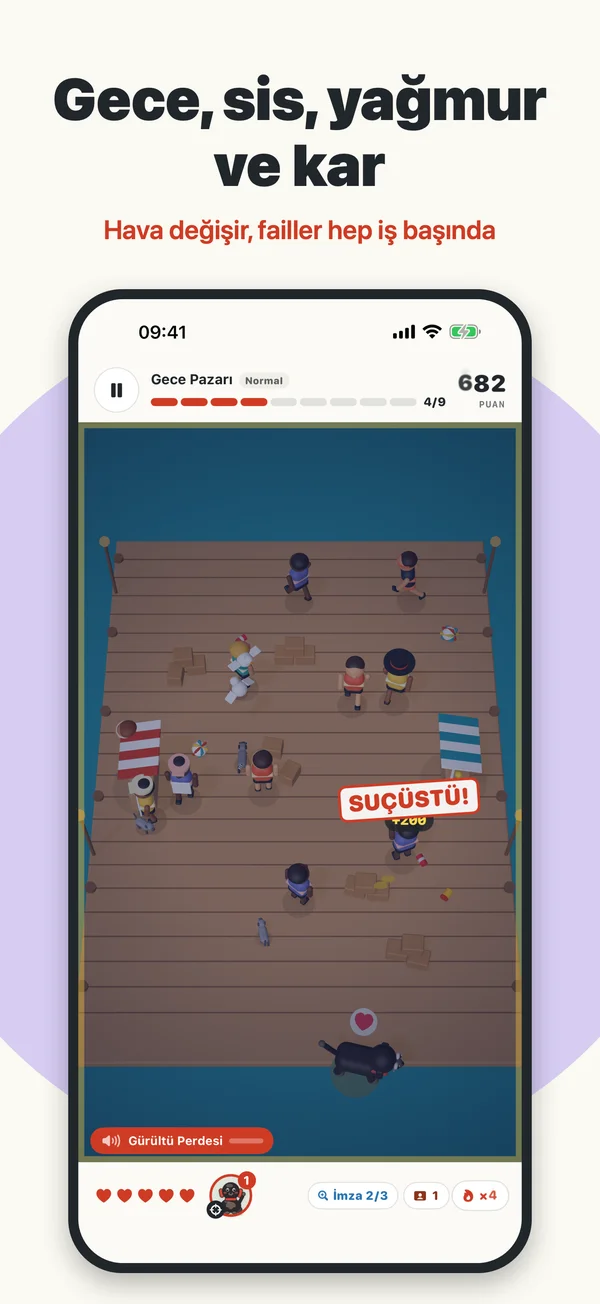 Gece, sis, yağmur
ve kar
Hava değişir, failler hep iş başında
09:41
Gece Pazarı
Normal
4/9
682
PUAN
SUÇÜSTÜ!
+200
Gürültü Perdesi
1
İmza 2/3
1
×4